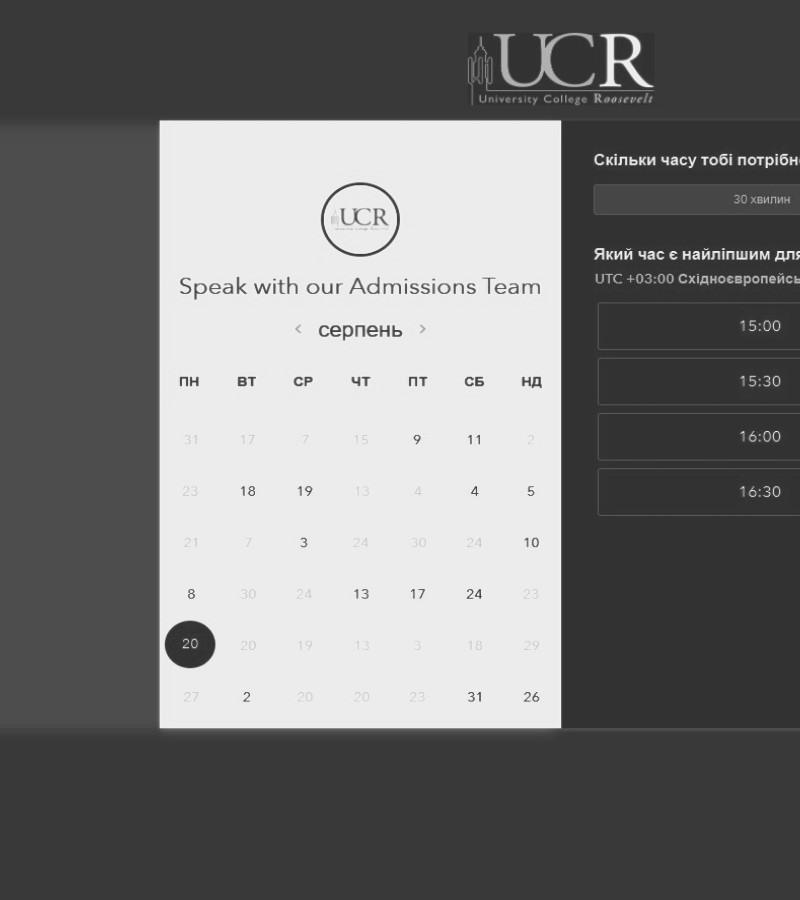 UCR
University College Roosevelt
UCR
Speak with our Admissions Team
серпень
ПН ВТ СР ЧТ ПТ СБ НД
31 17 7 15 9 11 2
23 18 19 13 4 4 5
21 7 3 24 30 24 10
8 30 24 13 17 24 23
20 20 19 13 3 18 29
27 2 20 20 23 31 26
Скільки часу тобі потрібн
30 хвилин
Який час є найліпшим для
UTC +03:00 Східноєвропейсь
15:00
15:30
16:00
16:30